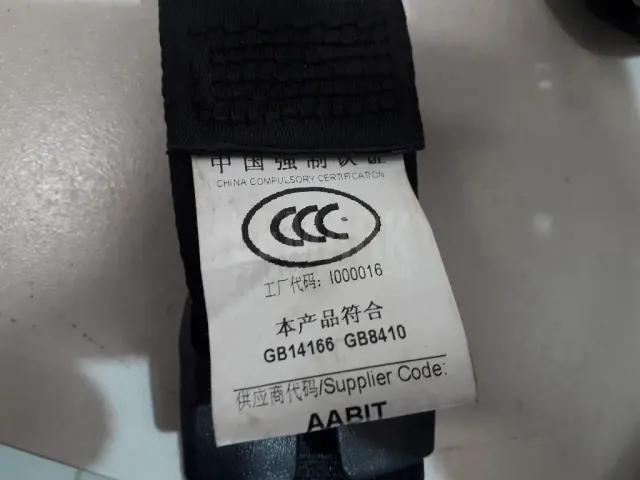 中国强制认证
CHINA COMPULSORY CERTIFICATION
CCC
工厂代码: I000016
本产品符合
GB14166 GB8410
供应商代码/Supplier Code:
AABIT